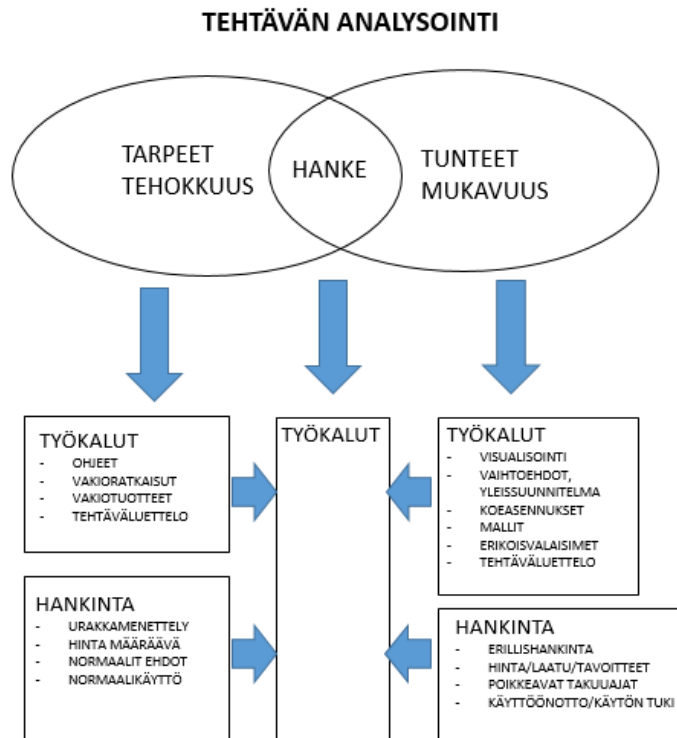 TEHTÄVÄN ANALYSOINTI
TARPEET
TEHOKKUUS
HANKE
TUNTEET
MUKAVUUS
TYÖKALUT
- OHJEET
- VAKIORATKAISUT
- VAKIOTUOTTEET
- TEHTÄVÄLUETTELO
TYÖKALUT
TYÖKALUT
- VISUALISOINTI
- VAIHTOEHDOT,
YLEISSUUNNITELMA
- KOEASENNUKSET
- MALLIT
- ERIKOISVALAISIMET
- TEHTÄVÄLUETTELO
HANKINTA
- URAKKAMENETTELY
- HINTA MÄÄRÄÄVÄ
- NORMAALIT EHDOT
- NORMAALIKÄYTTÖ
HANKINTA
- ERILLISHANKINTA
- HINTA/LAATU/TAVOITTEET
- POIKKEAVAT TAKUUAJAT
- KÄYTTÖÖNOTTO/KÄYTÖN TUKI